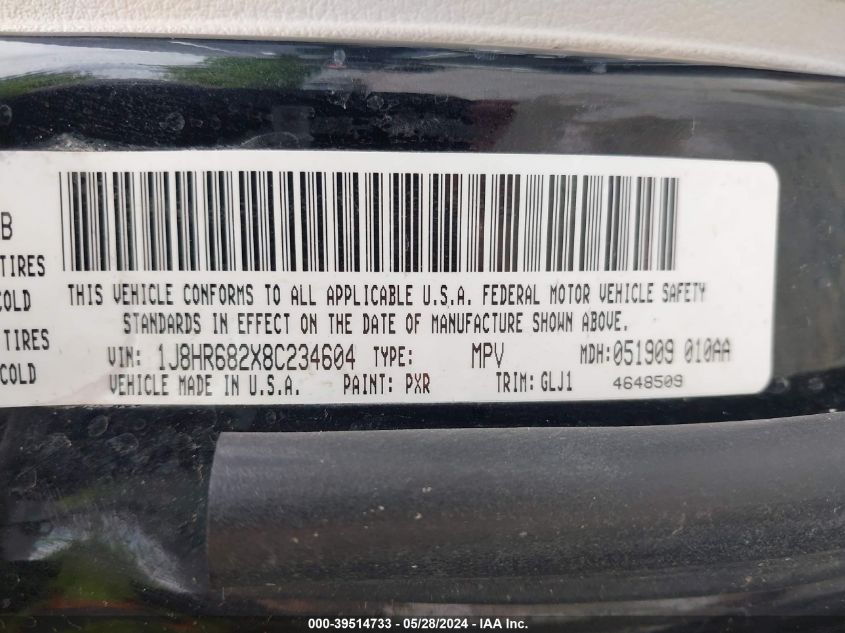 B
TIRES
COLD
TIRES
COLD
THIS VEHICLE CONFORMS TO ALL APPLICABLE U.S.A. FEDERAL MOTOR VEHICLE SAFETY
STANDARDS IN EFFECT ON THE DATE OF MANUFACTURE SHOWN ABOVE.
VIN: 1J8HR682X8C234604 TYPE: MPV MDH:051909 010AA
VEHICLE MADE IN U.S.A. PAINT: PXR TRIM: GLJ1 4648509
000-39514733 - 05/28/2024 - IAA Inc.